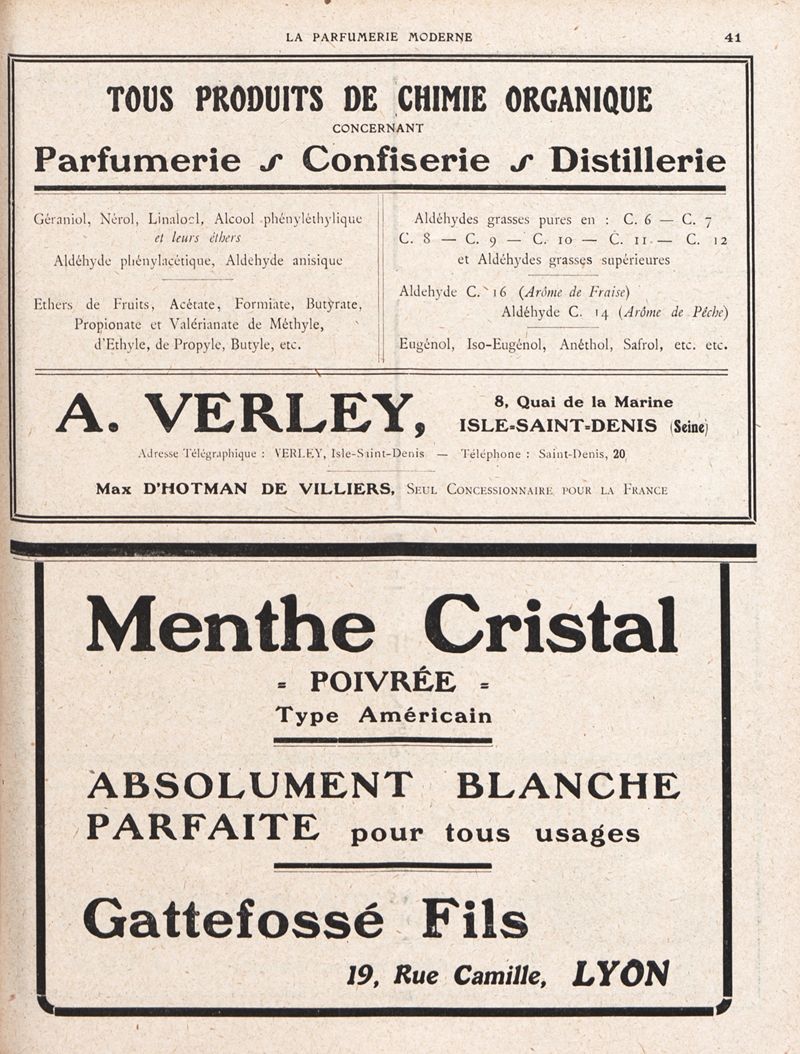 LA PARFUMERIE MODERNE
41
TOUS PRODUITS DE CHIMIE ORGANIQUE
CONCERNANT
Parfumerie Confiserie Distillerie
Géraniol, Nérol, Linalool, Alcool phényléthylique
et leurs éthers
Aldéhyde phénylacétique, Aldehyde anisique
Ethers de Fruits, Acétate, Formiate, Butyrate,
Propionate et Valérianate de Méthyle,
d'Ethyle, de Propyle, Butyle, etc.
Aldéhydes grasses pures en : C. 6 — C. 7
C. 8 — C. 9 — C. 10 — C. 11 — C. 12
et Aldéhydes grasses supérieures
Aldehyde C. 16 (Arôme de Fraise)
Aldéhyde C. 14 (Arôme de Pêche)
Eugénol, Iso-Eugénol, Anéthol, Safrol, etc. etc.
A. VERLEY,
8, Quai de la Marine
ISLE-SAINT-DENIS (Seine)
Adresse Télégraphique : VERLEY, Isle-Saint-Denis — Téléphone : Saint-Denis, 20
Max D'HOTMAN DE VILLIERS, SEUL CONCESSIONNAIRE POUR LA FRANCE
Menthe Cristal
= POIVRÉE =
Type Américain
ABSOLUMENT BLANCHE
PARFAITE pour tous usages
Gattefossé Fils
19, Rue Camille, LYON